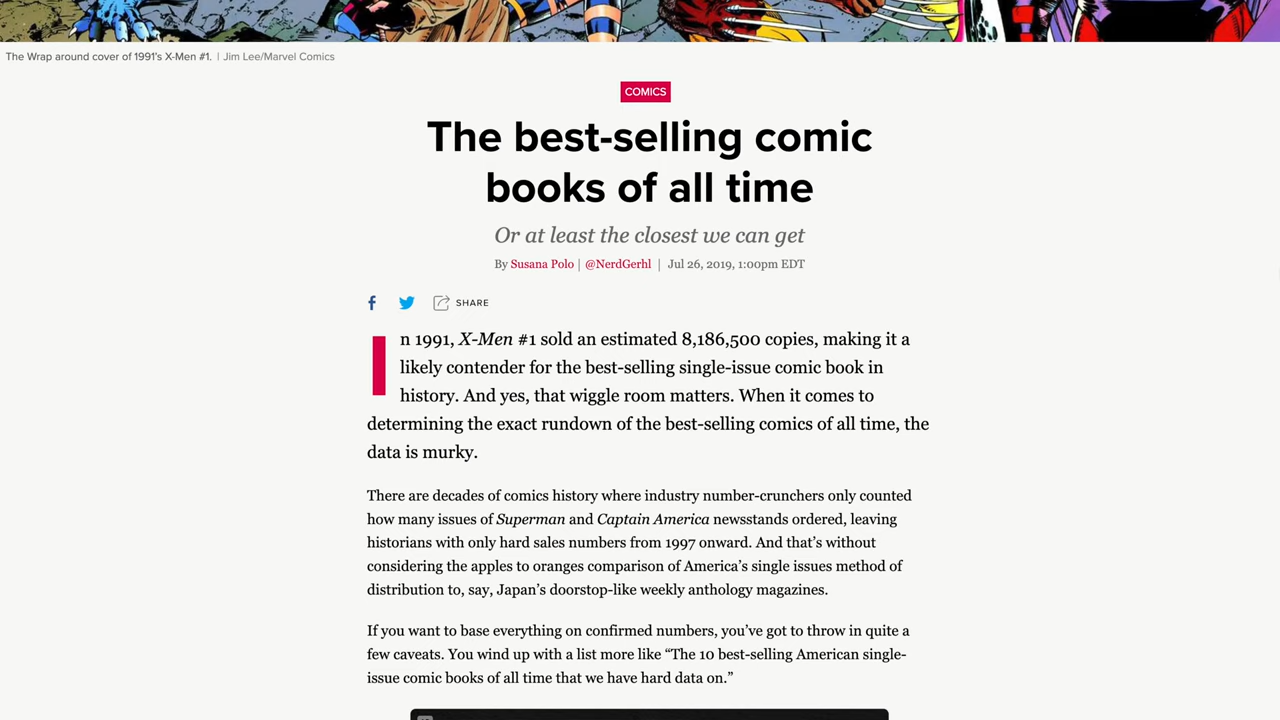 The Wrap around cover of 1991's X-Men #1. | Jim Lee/Marvel Comics
COMICS
The best-selling comic
books of all time
Or at least the closest we can get
By Susana Polo | @NerdGerhl | Jul 26, 2019, 1:00pm EDT
SHARE
In 1991, X-Men #1 sold an estimated 8,186,500 copies, making it a
likely contender for the best-selling single-issue comic book in
history. And yes, that wiggle room matters. When it comes to
determining the exact rundown of the best-selling comics of all time, the
data is murky.
There are decades of comics history where industry number-crunchers only counted
how many issues of Superman and Captain America newsstands ordered, leaving
historians with only hard sales numbers from 1997 onward. And that’s without
considering the apples to oranges comparison of America’s single issues method of
distribution to, say, Japan’s doorstop-like weekly anthology magazines.
If you want to base everything on confirmed numbers, you’ve got to throw in quite a
few caveats. You wind up with a list more like “The 10 best-selling American single-
issue comic books of all time that we have hard data on.”